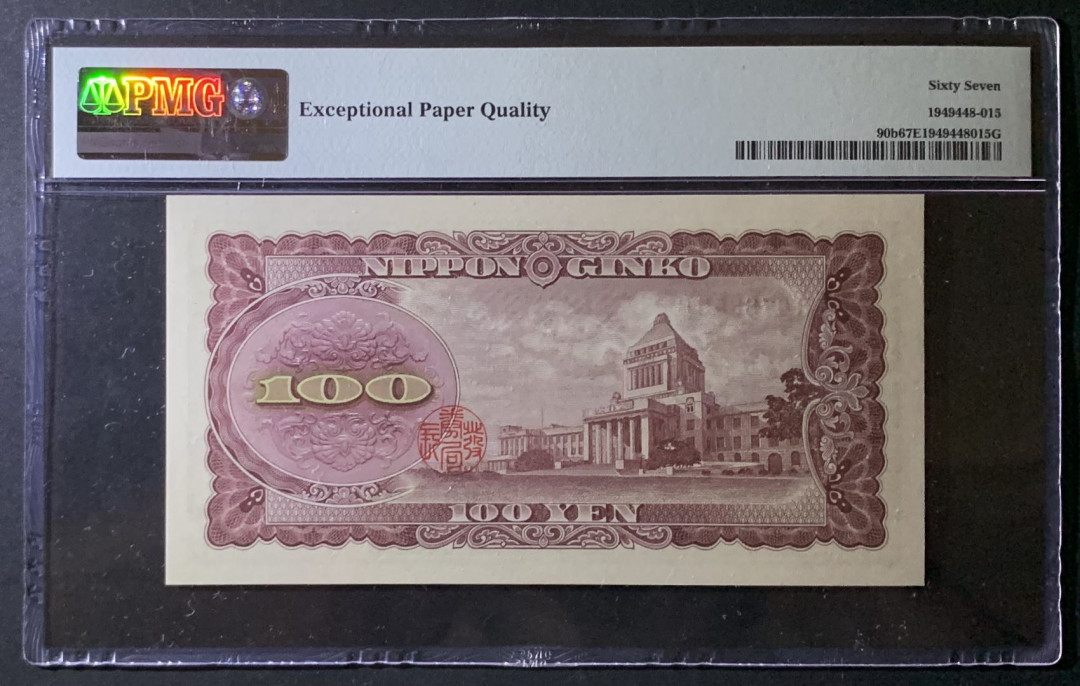 PMG
Exceptional Paper Quality
Sixty Seven
1949448-015
90b67E1949448015G
NIPPON GINKO
100
100 YEN